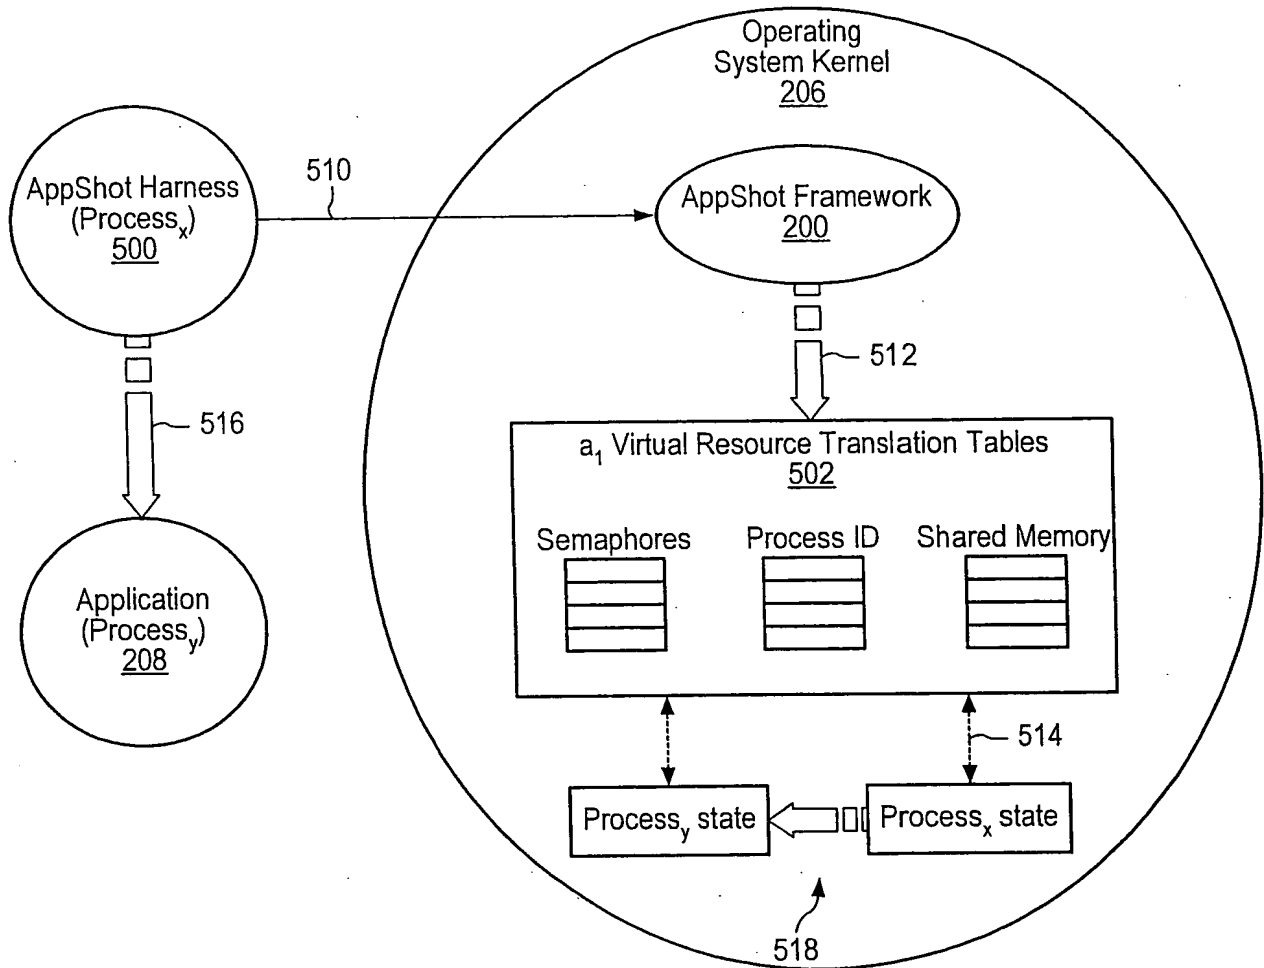 Operating
System Kernel
206
AppShot Harness
(Processx)
500
510
AppShot Framework
200
512
516
a1 Virtual Resource Translation Tables
502
Semaphores
Process ID
Shared Memory
Application
(Processy)
208
514
Processy state
Processx state
518